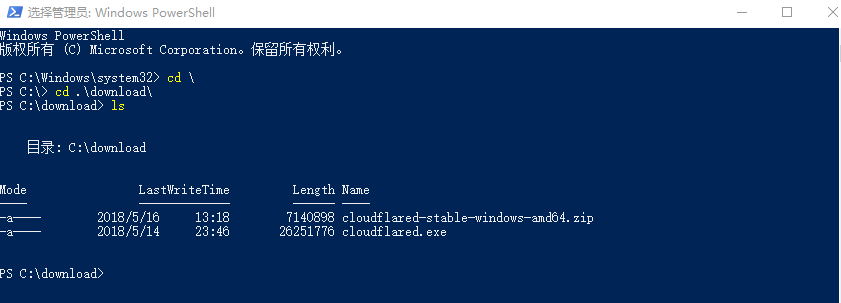 选择管理员: Windows PowerShell
Windows PowerShell
版权所有 (C) Microsoft Corporation。保留所有权利。
PS C:\Windows\system32> cd \
PS C:\> cd .\download\
PS C:\download> ls
目录: C:\download
Mode LastWriteTime Length Name
---- ------------- ------ ----
-a---- 2018/5/16 13:18 7140898 cloudflared-stable-windows-amd64.zip
-a---- 2018/5/14 23:46 26251776 cloudflared.exe
PS C:\download>